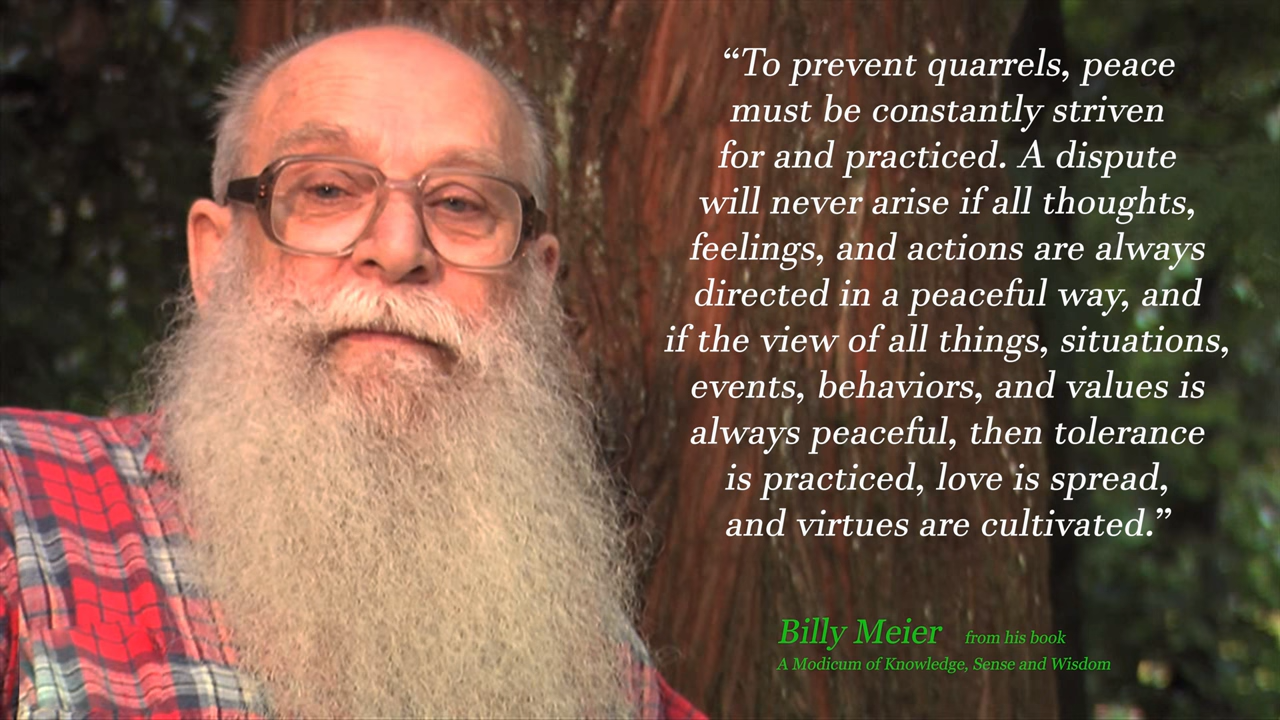 “To prevent quarrels, peace
must be constantly striven
for and practiced. A dispute
will never arise if all thoughts,
feelings, and actions are always
directed in a peaceful way, and
if the view of all things, situations,
events, behaviors, and values is
always peaceful, then tolerance
is practiced, love is spread,
and virtues are cultivated.”
Billy Meier from his book
A Modicum of Knowledge, Sense and Wisdom